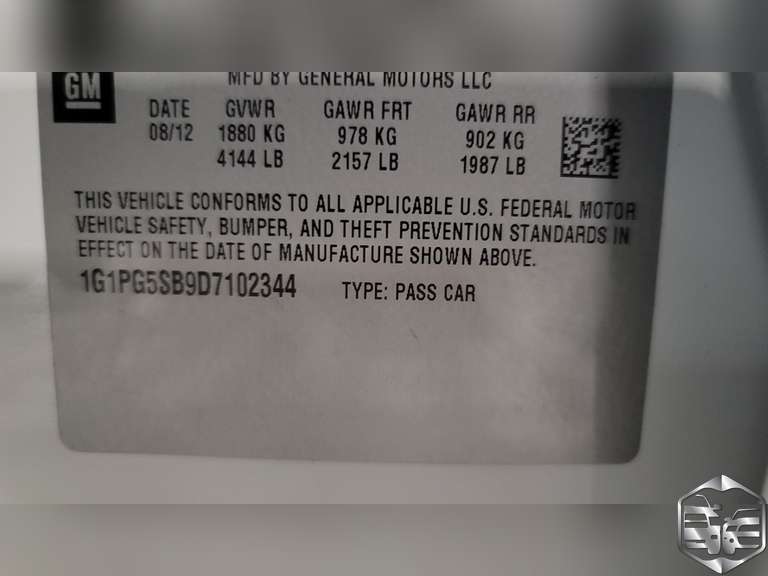 GM
MFD BY GENERAL MOTORS LLC
DATE GVWR GAWR FRT GAWR RR
08/12 1880 KG 978 KG 902 KG
4144 LB 2157 LB 1987 LB
THIS VEHICLE CONFORMS TO ALL APPLICABLE U.S. FEDERAL MOTOR
VEHICLE SAFETY, BUMPER, AND THEFT PREVENTION STANDARDS IN
EFFECT ON THE DATE OF MANUFACTURE SHOWN ABOVE.
1G1PG5SB9D7102344 TYPE: PASS CAR